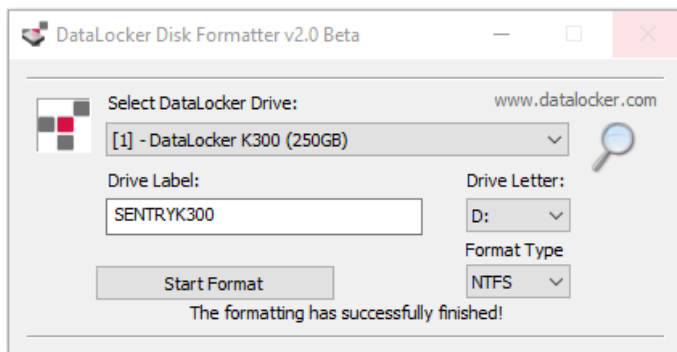 DataLocker Disk Formatter v2.0 Beta
Select DataLocker Drive:
www.datalocker.com
[1] - DataLocker K300 (250GB)
Drive Label:
Drive Letter:
SENTRYK300
D:
Format Type
Start Format
NTFS
The formatting has successfully finished!